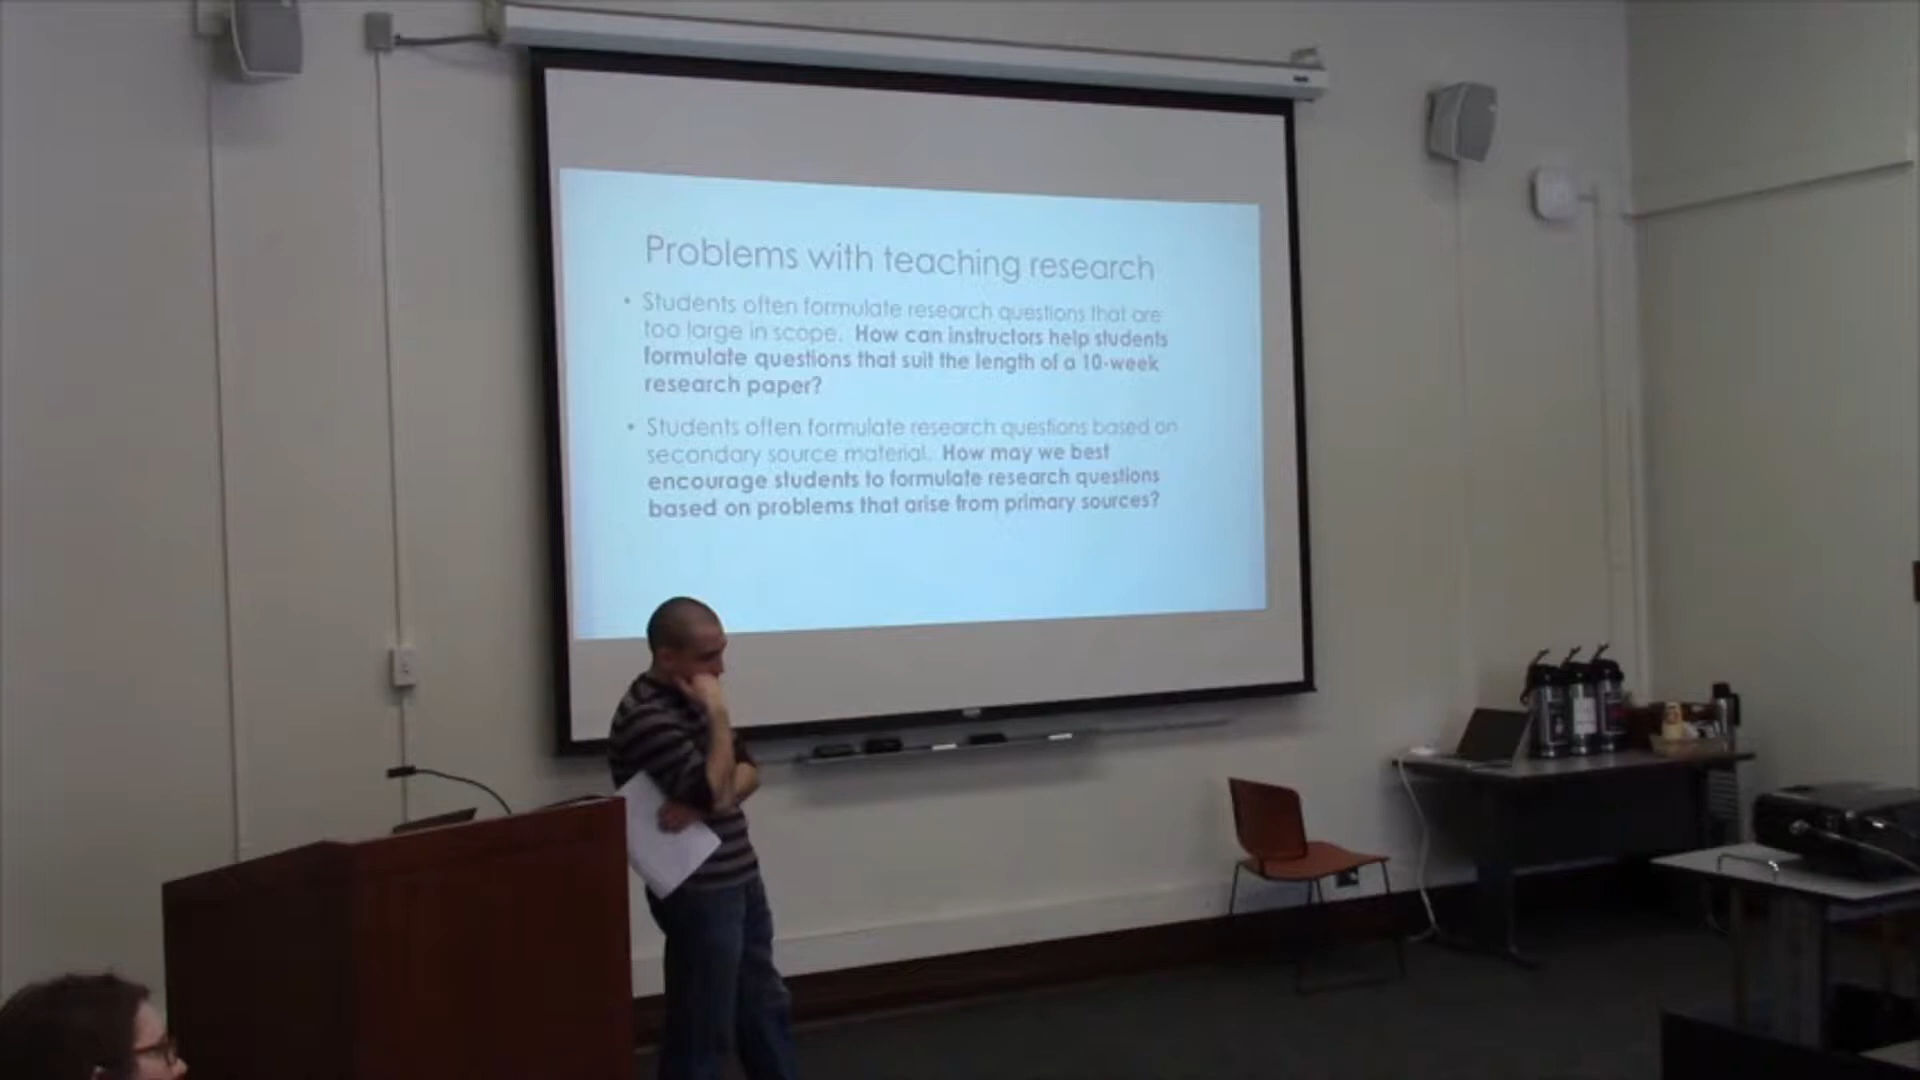 Problems with teaching research
• Students often formulate research questions that are
too large in scope. How can instructors help students
formulate questions that suit the length of a 10-week
research paper?
• Students often formulate research questions based on
secondary source material. How may we best
encourage students to formulate research questions
based on problems that arise from primary sources?